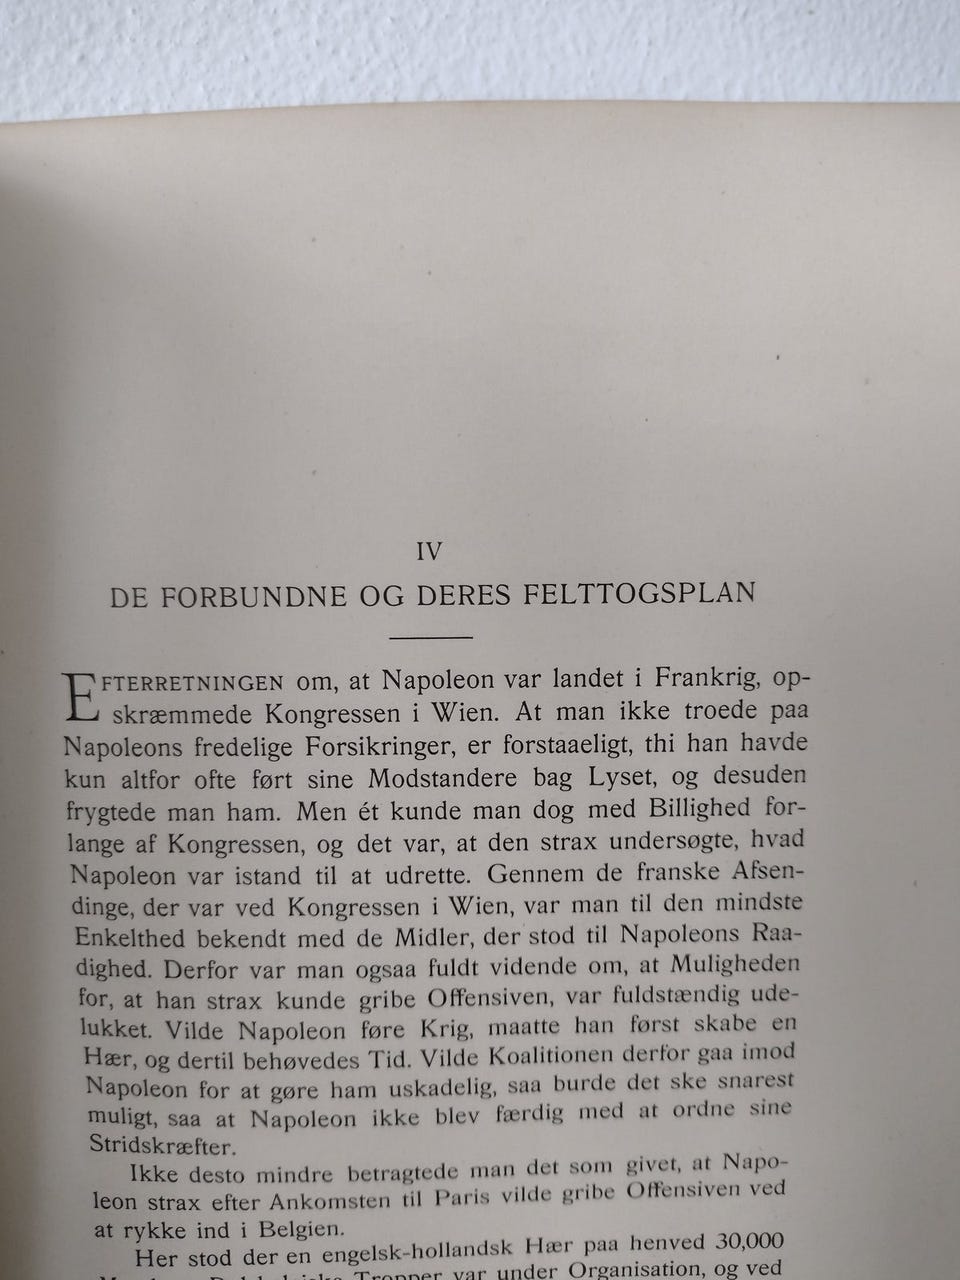 IV
DE FORBUNDNE OG DERES FELTTOGSPLAN
EFTERRETNINGEN om, at Napoleon var landet i Frankrig, op-
skræmmede Kongressen i Wien. At man ikke troede paa
Napoleons fredelige Forsikringer, er forstaaeligt, thi han havde
kun altfor ofte ført sine Modstandere bag Lyset, og desuden
frygtede man ham. Men ét kunde man dog med Billighed for-
lange af Kongressen, og det var, at den strax undersøgte, hvad
Napoleon var istand til at udrette. Gennem de franske Afsen-
dinge, der var ved Kongressen i Wien, var man til den mindste
Enkelthed bekendt med de Midler, der stod til Napoleons Raa-
dighed. Derfor var man ogsaa fuldt vidende om, at Muligheden
for, at han strax kunde gribe Offensiven, var fuldstændig ude-
lukket. Vilde Napoleon føre Krig, maatte han først skabe en
Hær, og dertil behøvedes Tid. Vilde Koalitionen derfor gaa imod
Napoleon for at gøre ham uskadelig, saa burde det ske snarest
muligt, saa at Napoleon ikke blev færdig med at ordne sine
Stridskræfter.
Ikke desto mindre betragtede man det som givet, at Napo-
leon strax efter Ankomsten til Paris vilde gribe Offensiven ved
at rykke ind i Belgien.
Her stod der en engelsk-hollandsk Hær paa henved 30,000
Tropper var under Organisation, og ved